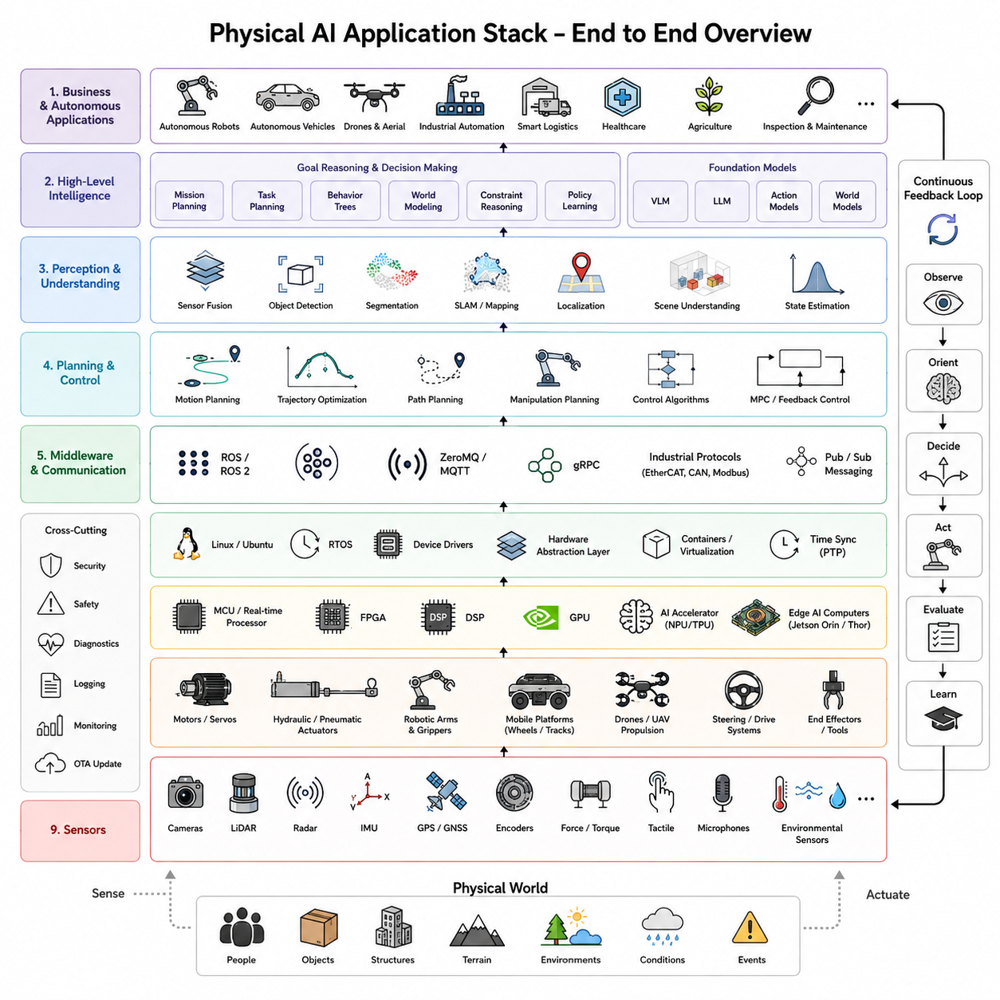 Physical AI Application Stack – End to End Overview
1. Business
& Autonomous
Applications
Autonomous Robots
Autonomous Vehicles
Drones & Aerial
Industrial Automation
Smart Logistics
Healthcare
Agriculture
Inspection & Maintenance
...
2. High-Level
Intelligence
Goal Reasoning & Decision Making
Mission
Planning
Task
Planning
Behavior
Trees
World
Modeling
Constraint
Reasoning
Policy
Learning
Foundation Models
VLM
LLM
Action
Models
World
Models
3. Perception &
Understanding
Sensor Fusion
Object Detection
Segmentation
SLAM / Mapping
Localization
Scene Understanding
State Estimation
4. Planning &
Control
Motion Planning
Trajectory Optimization
Path Planning
Manipulation Planning
Control Algorithms
MPC / Feedback Control
5. Middleware
& Communication
ROS /
ROS 2
ZeroMQ /
MQTT
gRPC
Industrial Protocols
(EtherCAT, CAN, Modbus)
Pub / Sub
Messaging
Linux / Ubuntu
RTOS
Device Drivers
Hardware
Abstraction Layer
Containers /
Virtualization
Time Sync
(PTP)
MCU / Real-time
Processor
FPGA
DSP
DSP
GPU
AI Accelerator
(NPU/TPU)
Edge AI Computers
(Jetson Orin / Thor)
Motors / Servos
Hydraulic / Pneumatic
Actuators
Robotic Arms
& Grippers
Mobile Platforms
(Wheels / Tracks)
Drones / UAV
Propulsion
Steering / Drive
Systems
End Effectors
/ Tools
Cross-Cutting
Security
Safety
Diagnostics
Logging
Monitoring
OTA Update
9. Sensors
Cameras
LiDAR
Radar
A
Y
X
Y
IMU
GPS / GNSS
Encoders
Force / Torque
Tactile
Microphones
Environmental
Sensors
...
Continuous
Feedback Loop
Observe
Orient
Decide
Act
Evaluate
Learn
Sense
Physical World
Actuate
People
Objects
Structures
Terrain
Environments
Conditions
Events